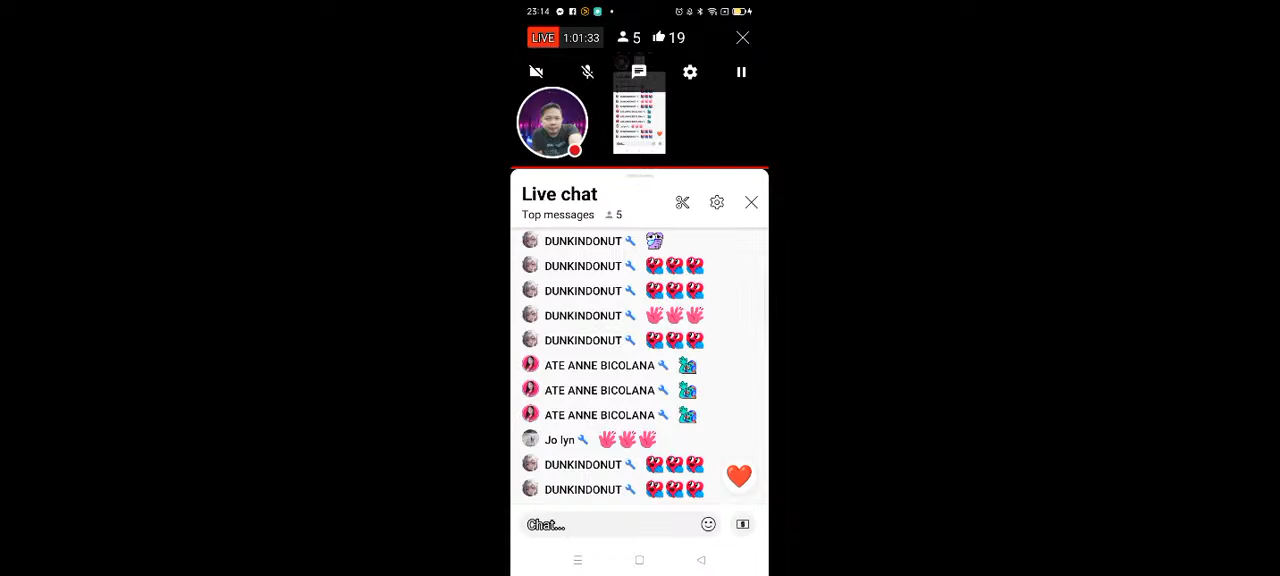 23:14
LIVE 1:01:33 5 19
Live chat
Top messages 5
DUNKINDONUT
DUNKINDONUT
DUNKINDONUT
DUNKINDONUT
DUNKINDONUT
ATE ANNE BICOLANA
ATE ANNE BICOLANA
ATE ANNE BICOLANA
Jo lyn
DUNKINDONUT
DUNKINDONUT
Chat...